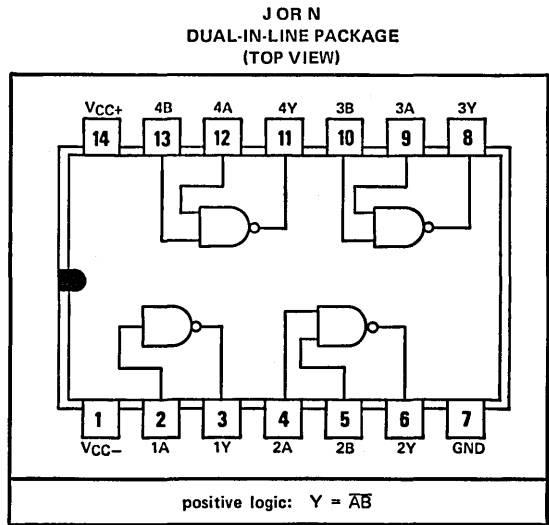 J OR N
DUAL-IN-LINE PACKAGE
(TOP VIEW)
VCC+ 4B 4A 4Y 3B 3A 3Y
14 13 12 11 10 9 8
1 2 3 4 5 6 7
VCC− 1A 1Y 2A 2B 2Y GND
positive logic: Y = A̅B̅